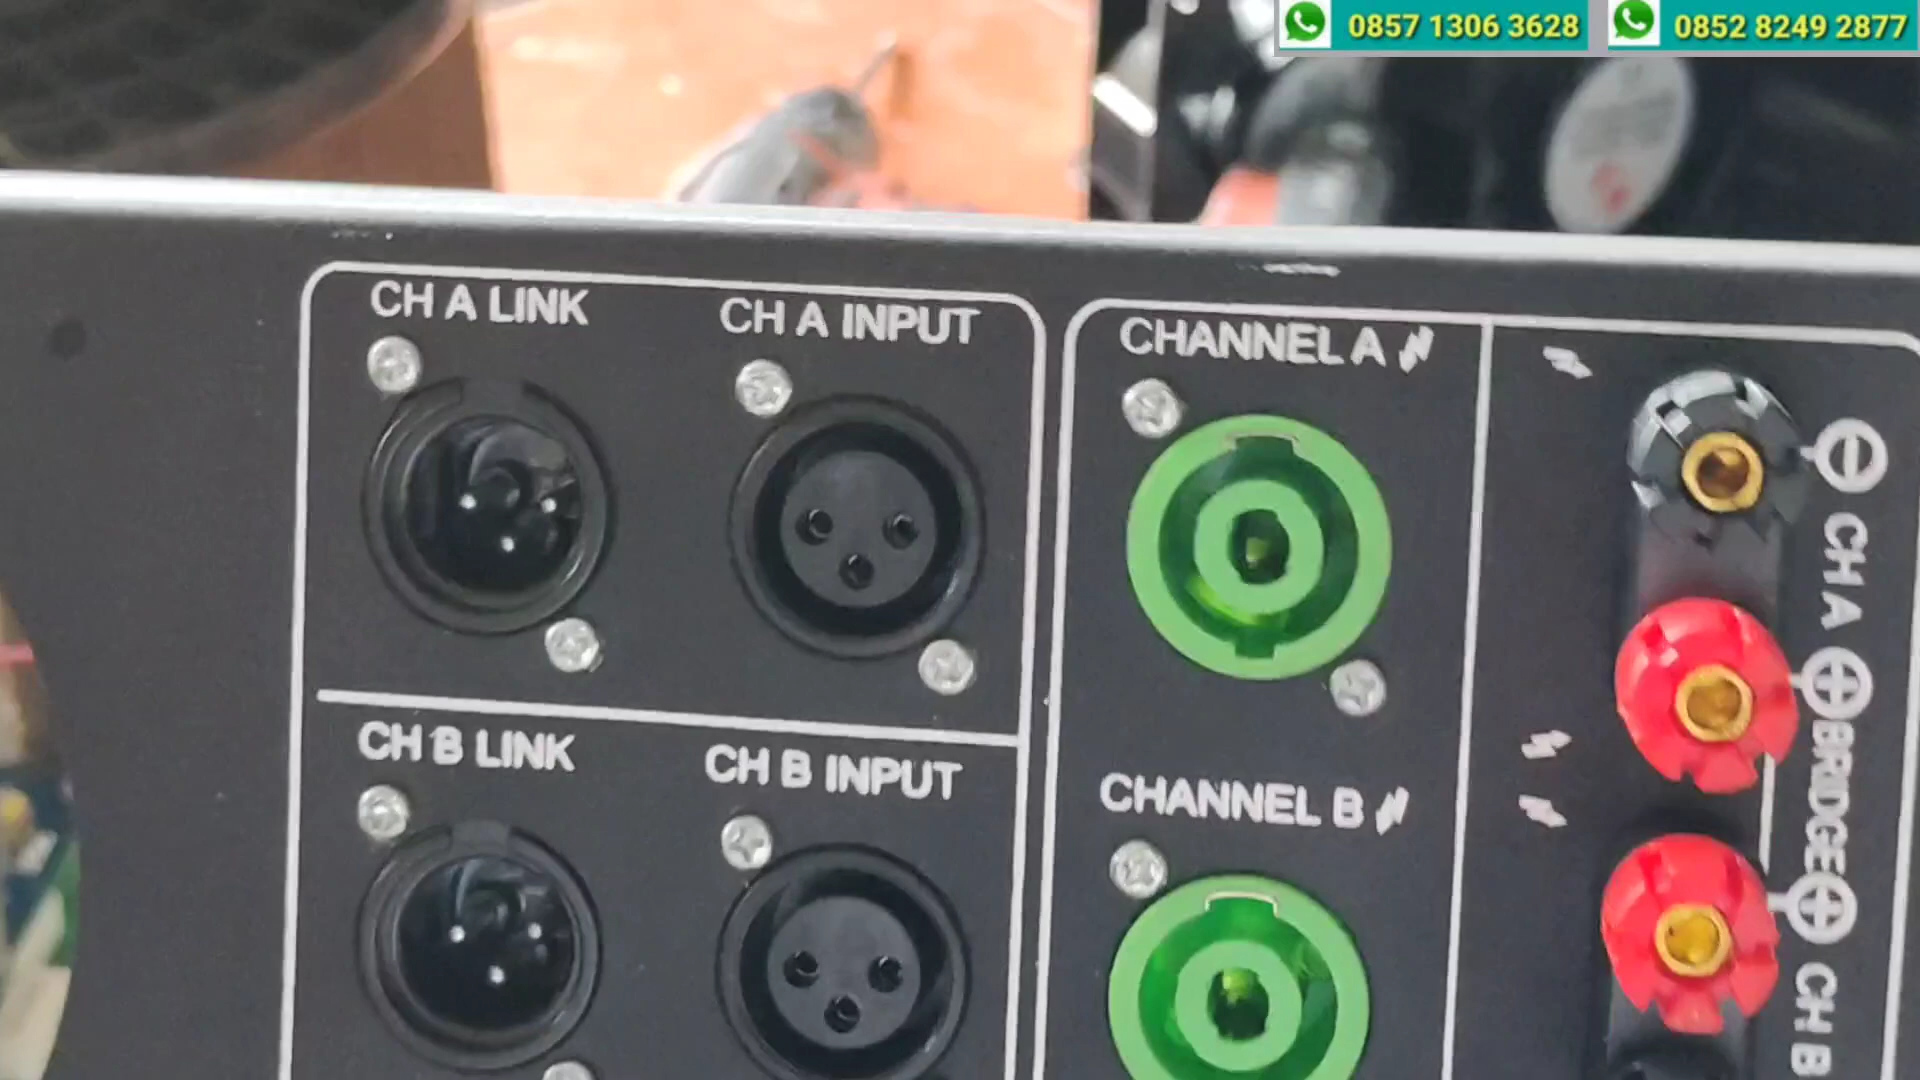 0857 1306 3628
0852 8249 2877
CH A LINK
CH A INPUT
CHANNEL A
CH A
BRIDGE
CH B LINK
CH B INPUT
CHANNEL B
CH B